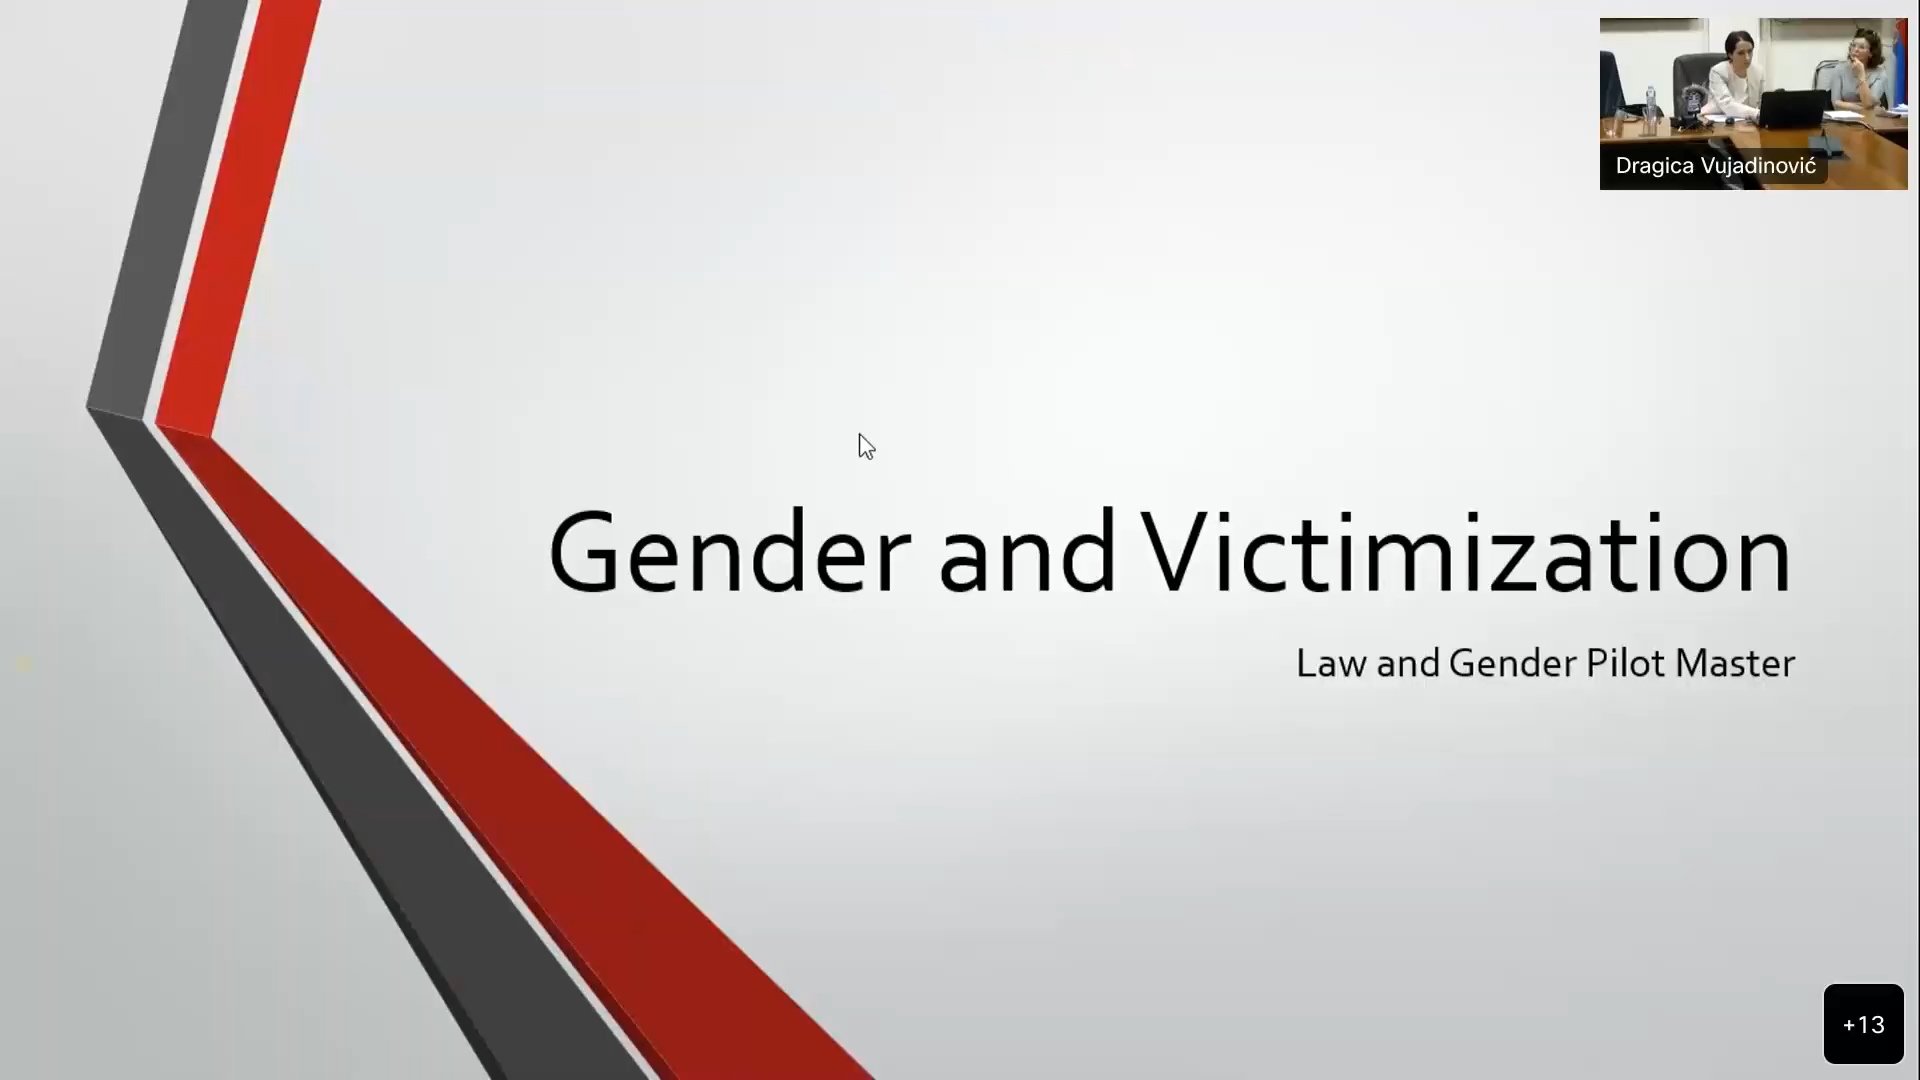 Dragica Vujadinović
Gender and Victimization
Law and Gender Pilot Master
+13